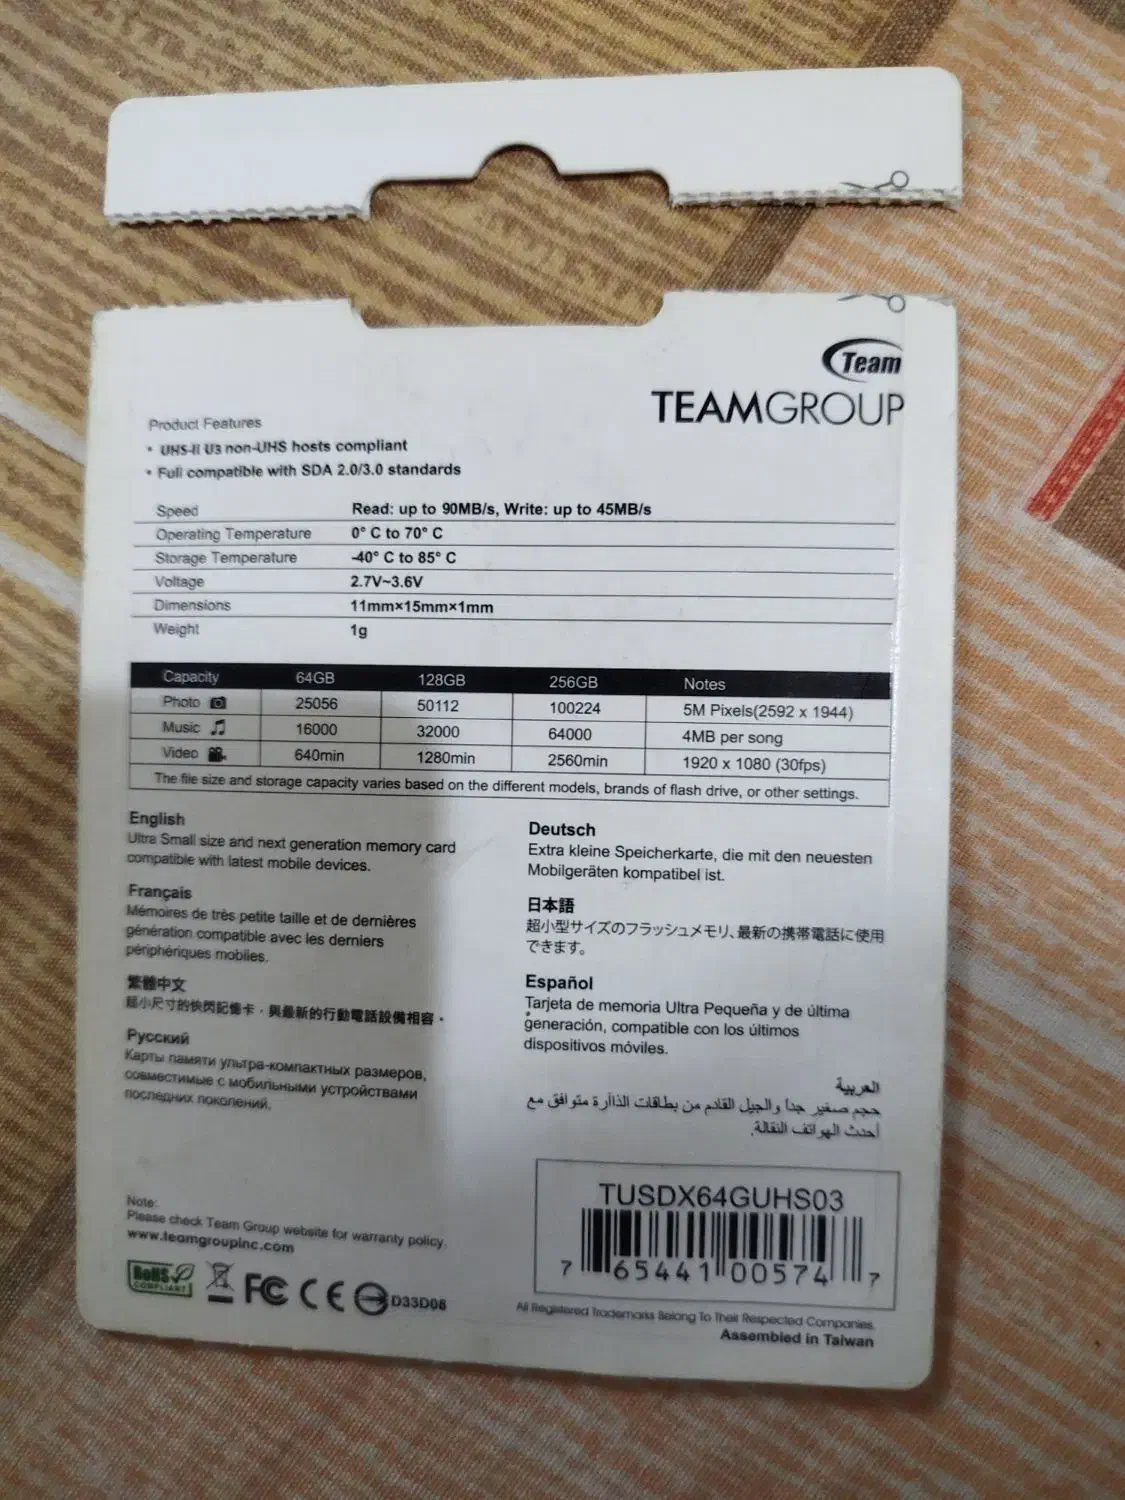 Team
TEAMGROUP
Product Features
• UHS-II U3 non-UHS hosts compliant
• Full compatible with SDA 2.0/3.0 standards
Speed Read: up to 90MB/s, Write: up to 45MB/s
Operating Temperature 0° C to 70° C
Storage Temperature -40° C to 85° C
Voltage 2.7V~3.6V
Dimensions 11mm×15mm×1mm
Weight 1g
Capacity 64GB 128GB 256GB Notes
Photo 25056 50112 100224 5M Pixels(2592 x 1944)
Music 16000 32000 64000 4MB per song
Video 640min 1280min 2560min 1920 x 1080 (30fps)
The file size and storage capacity varies based on the different models, brands of flash drive, or other settings.
English
Ultra Small size and next generation memory card
compatible with latest mobile devices.
Français
Mémoires de très petite taille et de dernières
génération compatible avec les derniers
périphériques mobiles.
繁體中文
超小尺寸的快閃記憶卡，與最新的行動電話設備相容。
Русский
Карты памяти ультра-компактных размеров,
совместимые с мобильными устройствами
последних поколений.
Deutsch
Extra kleine Speicherkarte, die mit den neuesten
Mobilgeräten kompatibel ist.
日本語
超小型サイズのフラッシュメモリ、最新の携帯電話に使用
できます。
Español
Tarjeta de memoria Ultra Pequeña y de última
generación, compatible con los últimos
dispositivos móviles.
العربية
حجم صغير جدا والجيل القادم من بطاقات الذاأرة متوافق مع
أحدث الهواتف النقالة.
Note:
Please check Team Group website for warranty policy.
www.teamgroupinc.com
RoHS
COMPLIANT
FC CE D33D08
TUSDX64GUHS03
7 65441 00574 7
All Registered Trademarks Belong To Their Respected Companies.
Assembled in Taiwan